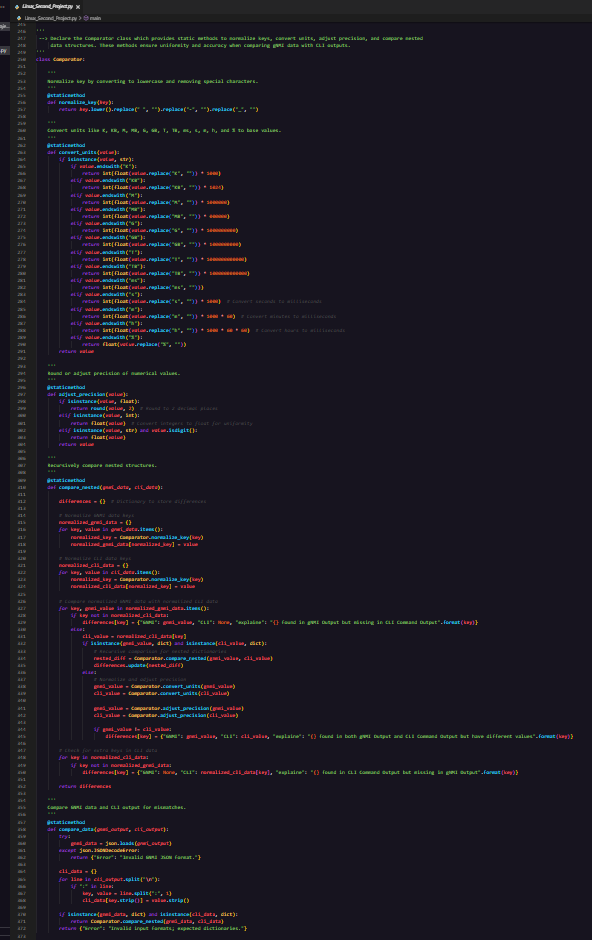 Linux_Second_Project.py
Linux_Second_Project.py > main
'''
--> Declare the Comparator class which provides static methods to normalize keys, convert units, adjust precision, and compare nested
data structures. These methods ensure uniformity and accuracy when comparing gNMI data with CLI outputs.
'''
class Comparator:
'''
Normalize key by converting to lowercase and removing special characters.
'''
@staticmethod
def normalize_key(key):
return key.lower().replace(" ", "").replace("-", "").replace("_", "")
'''
Convert units like K, KB, M, MB, G, GB, T, TB, ms, s, m, h, and % to base values.
'''
@staticmethod
def convert_units(value):
if isinstance(value, str):
if value.endswith("K"):
return int(float(value.replace("K", "")) * 1000)
elif value.endswith("KB"):
return int(float(value.replace("KB", "")) * 1024)
elif value.endswith("M"):
return int(float(value.replace("M", "")) * 1000000)
elif value.endswith("MB"):
return int(float(value.replace("MB", "")) *
elif value.endswith("G"):
return int(float(value.replace("G", "")) * 1000000000)
elif value.endswith("GB"):
return int(float(value.replace("GB", "")) *
elif value.endswith("T"):
return int(float(value.replace("T", "")) *
elif value.endswith("TB"):
return int(float(value.replace("TB", "")) *
elif value.endswith("ms"):
return int(float(value.replace("ms", "")))
elif value.endswith("s"):
return int(float(value.replace("s", "")) * 1000) # Convert seconds to milliseconds
elif value.endswith("m"):
return int(float(value.replace("m", "")) * 1000 * 60) # Convert minutes to milliseconds
elif value.endswith("h"):
return int(float(value.replace("h", "")) * 1000 * 60 * 60) # Convert hours to milliseconds
elif value.endswith("%"):
return float(value.replace("%", ""))
return value
'''
Round or adjust precision of numerical values.
'''
@staticmethod
def adjust_precision(value):
if isinstance(value, float):
return round(value, 2) # Round to 2 decimal places
elif isinstance(value, int):
return float(value) # Convert integers to float for uniformity
elif isinstance(value, str) and value.isdigit():
return float(value)
return value
'''
Recursively compare nested structures.
'''
@staticmethod
def compare_nested(gnmi_data, cli_data):
differences = {} # Dictionary to store differences
# Normalize GNMI data keys
normalized_gnmi_data = {}
for key, value in gnmi_data.items():
normalized_key = Comparator.normalize_key(key)
normalized_gnmi_data[normalized_key] = value
# Normalize CLI data keys
normalized_cli_data = {}
for key, value in cli_data.items():
normalized_key = Comparator.normalize_key(key)
normalized_cli_data[normalized_key] = value
# Compare normalized GNMI data with normalized CLI data
for key, gnmi_value in normalized_gnmi_data.items():
if key not in normalized_cli_data:
differences[key] = {"GNMI": gnmi_value, "CLI": None, "explaine": "{} found in gNMI Output but missing in CLI Command Output".format(key)}
else:
cli_value = normalized_cli_data[key]
if isinstance(gnmi_value, dict) and isinstance(cli_value, dict):
# Recursive comparison for nested dictionaries
nested_diff = Comparator.compare_nested(gnmi_value, cli_value)
differences.update(nested_diff)
else:
# Normalize and adjust precision
gnmi_value = Comparator.convert_units(gnmi_value)
cli_value = Comparator.convert_units(cli_value)
gnmi_value = Comparator.adjust_precision(gnmi_value)
cli_value = Comparator.adjust_precision(cli_value)
if gnmi_value != cli_value:
differences[key] = {"GNMI": gnmi_value, "CLI": cli_value, "explaine": "{} found in both gNMI Output and CLI Command Output but have different values".format(key)}
# Check for extra keys in CLI data
for key in normalized_cli_data:
if key not in normalized_gnmi_data:
differences[key] = {"GNMI": None, "CLI": normalized_cli_data[key], "explaine": "{} found in CLI Command Output but missing in gNMI Output".format(key)}
return differences
'''
Compare GNMI data and CLI output for mismatches.
'''
@staticmethod
def compare_data(gnmi_output, cli_output):
try:
gnmi_data = json.loads(gnmi_output)
except json.JSONDecodeError:
return {"Error": "Invalid GNMI JSON format."}
cli_data = {}
for line in cli_output.split("\n"):
if ":" in line:
key, value = line.split(":", 1)
cli_data[key.strip()] = value.strip()
if isinstance(gnmi_data, dict) and isinstance(cli_data, dict):
return Comparator.compare_nested(gnmi_data, cli_data)
return {"Error": "Invalid input formats; expected dictionaries."}